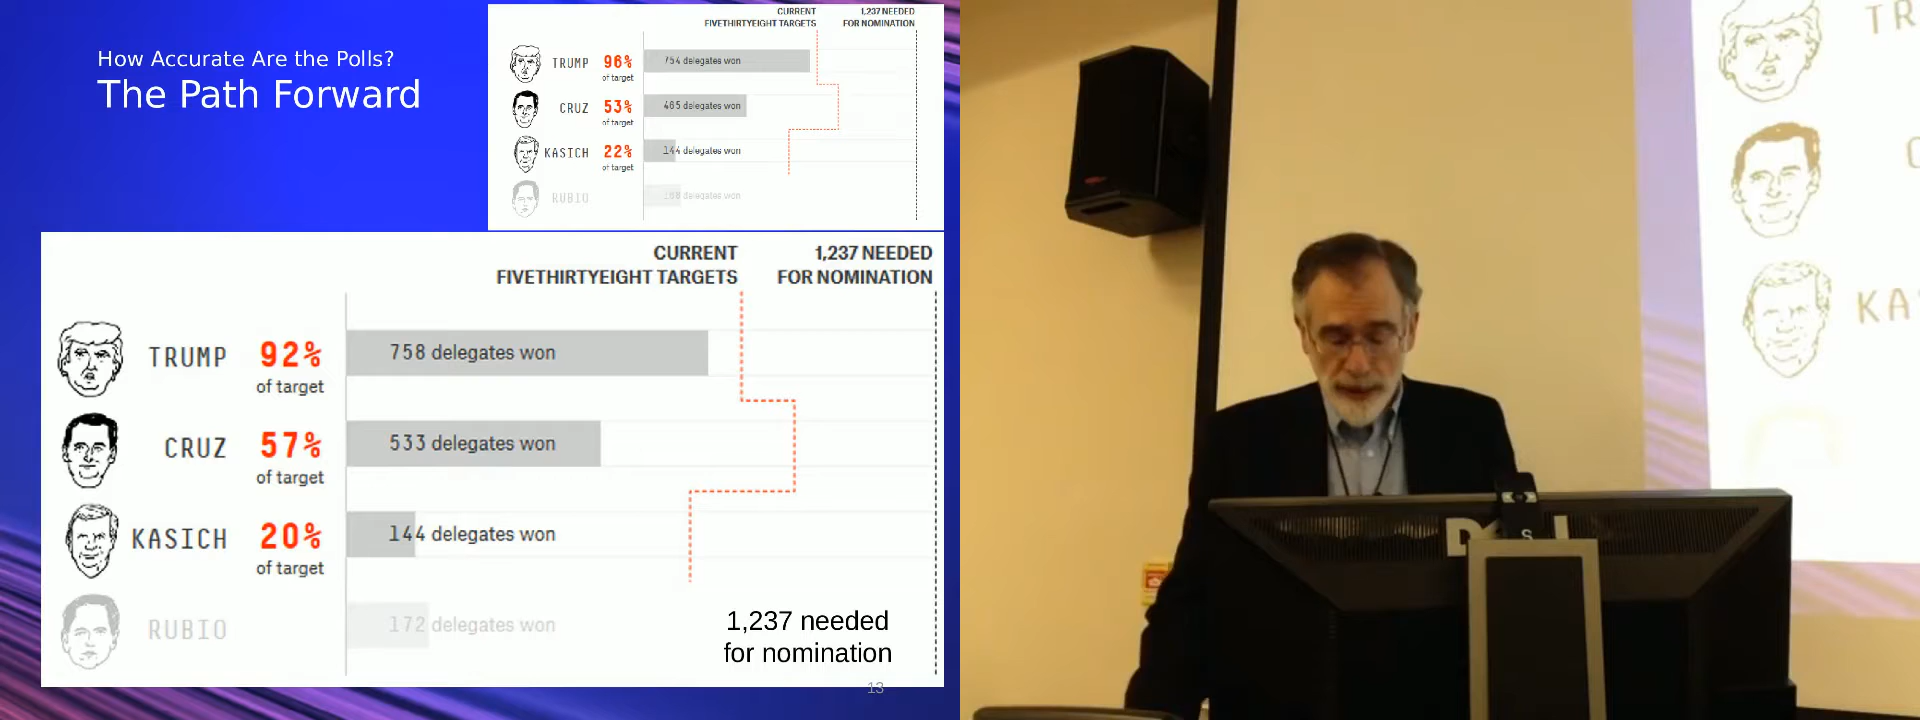 How Accurate Are the Polls?
The Path Forward
CURRENT
FIVETHIRTYEIGHT TARGETS
1,237 NEEDED
FOR NOMINATION
TRUMP 96% 754 delegates won
of target
CRUZ 53% 465 delegates won
of target
KASICH 22% 144 delegates won
of target
RUBIO delegates won
CURRENT
FIVETHIRTYEIGHT TARGETS
1,237 NEEDED
FOR NOMINATION
TRUMP 92% 758 delegates won
of target
CRUZ 57% 533 delegates won
of target
KASICH 20% 144 delegates won
of target
RUBIO 172 delegates won
1,237 needed
for nomination
13
TR
C
KA